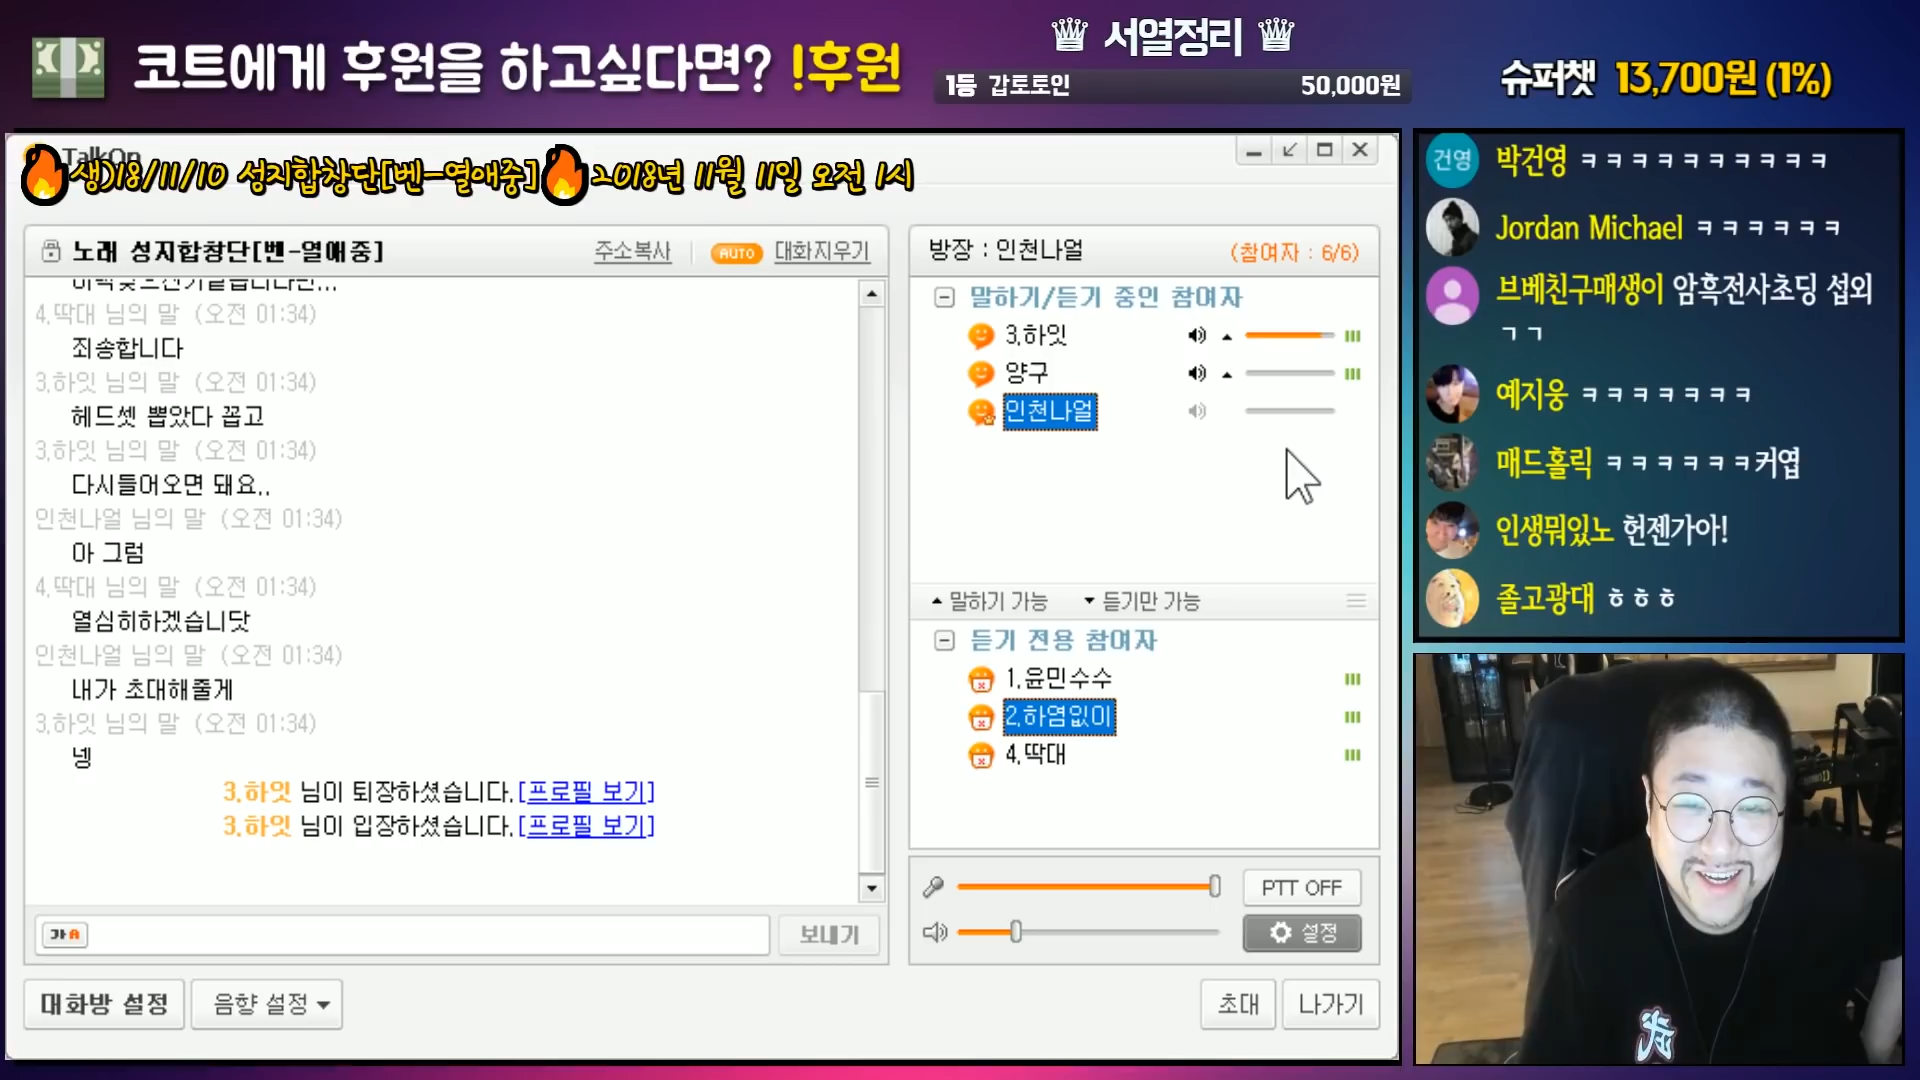 코트에게 후원을 하고싶다면? !후원
서열정리
1등 갑토토인 50,000원
슈퍼챗 13,700원 (1%)
TalkOn
생)18/11/10 성지합창단[벤-열애중] 2018년 11월 11일 오전 1시
노래 성지합창단[벤-열애중] 주소복사 AUTO 대화지우기
4.딱대 님의 말 (오전 01:34)
죄송합니다
3.하잇 님의 말 (오전 01:34)
헤드셋 뽑았다 꼽고
3.하잇 님의 말 (오전 01:34)
다시들어오면 돼요..
인천나얼 님의 말 (오전 01:34)
아 그럼
4.딱대 님의 말 (오전 01:34)
열심히하겠습니닷
인천나얼 님의 말 (오전 01:34)
내가 초대해줄게
3.하잇 님의 말 (오전 01:34)
넹
3.하잇 님이 퇴장하셨습니다.[프로필 보기]
3.하잇 님이 입장하셨습니다.[프로필 보기]
가A
보내기
대화방 설정
음향 설정
방장 : 인천나얼 (참여자 : 6/6)
말하기/듣기 중인 참여자
3.하잇
양구
인천나얼
말하기 가능 듣기만 가능
듣기 전용 참여자
1.윤민수수
2.하염없이
4.딱대
PTT OFF
설정
초대
나가기
건영 박건영 ㅋㅋㅋㅋㅋㅋㅋㅋㅋㅋ
Jordan Michael ㅋㅋㅋㅋㅋㅋ
브베친구매생이 암흑전사초딩 섭외
ㄱㄱ
예지웅 ㅋㅋㅋㅋㅋㅋㅋ
매드홀릭 ㅋㅋㅋㅋㅋㅋ커엽
인생뭐있노 헌젠가아!
졸고광대 ㅎㅎㅎ